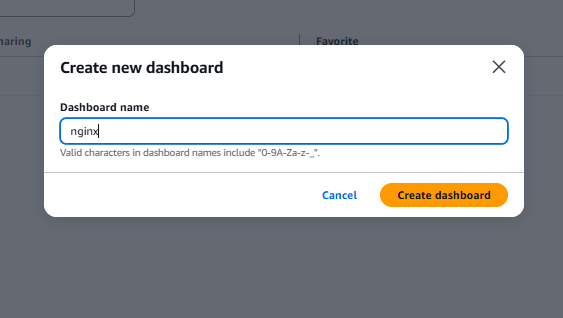 Favorite
Create new dashboard
Dashboard name
nginx
Valid characters in dashboard names include "0-9A-Za-z-_".
Cancel
Create dashboard